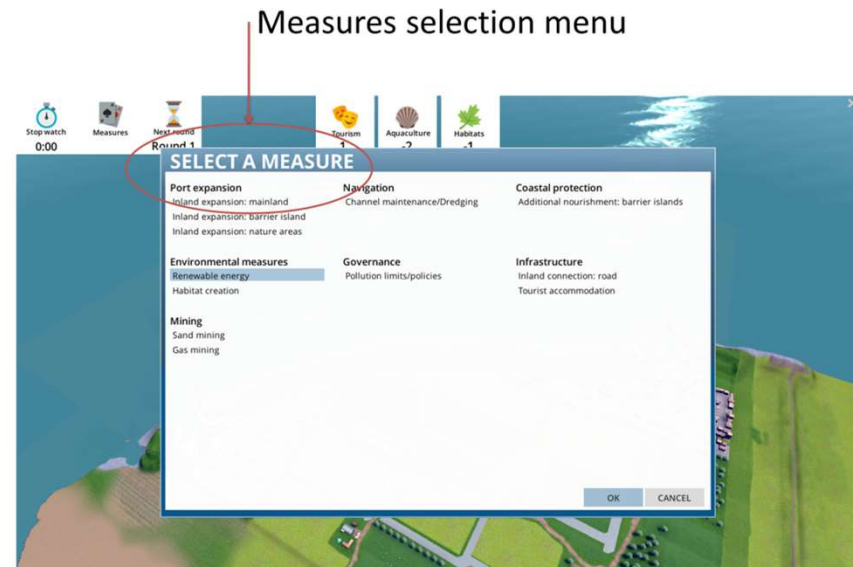 Measures selection menu
Stop watch Measures Next round Tourism Aquaculture Habitats
0:00 Round 1 1 -2 -1
SELECT A MEASURE
Port expansion Navigation Coastal protection
Inland expansion: mainland Channel maintenance/Dredging Additional nourishment: barrier islands
Inland expansion: barrier island
Inland expansion: nature areas
Environmental measures Governance Infrastructure
Renewable energy Pollution limits/policies Inland connection: road
Habitat creation Tourist accommodation
Mining
Sand mining
Gas mining
OK CANCEL